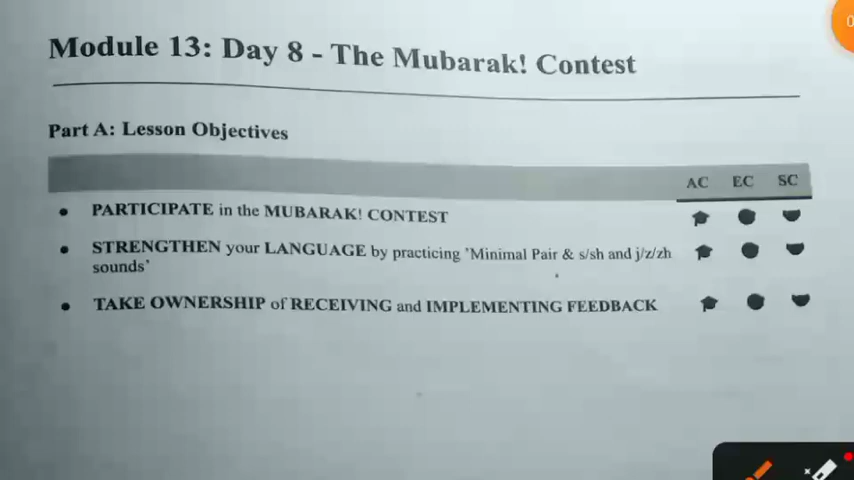 Module 13: Day 8 - The Mubarak! Contest
Part A: Lesson Objectives
AC EC SC
• PARTICIPATE in the MUBARAK! CONTEST
• STRENGTHEN your LANGUAGE by practicing 'Minimal Pair & s/sh and j/z/zh
sounds'
• TAKE OWNERSHIP of RECEIVING and IMPLEMENTING FEEDBACK